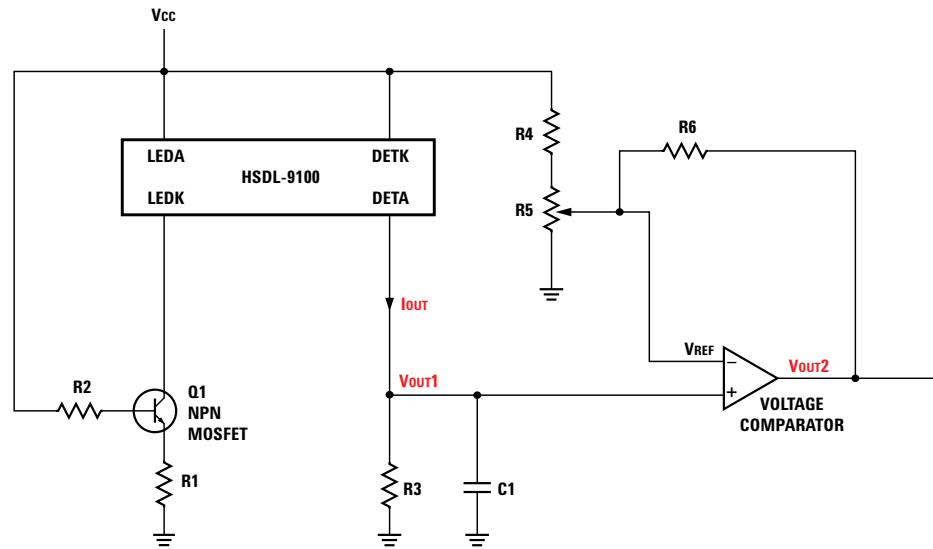 VCC
R4
R6
LEDA
DETK
HSDL-9100
LEDK
DETA
R5
IOUT
VREF
VOUT2
−
R2
Q1
NPN
MOSFET
VOUT1
+
VOLTAGE
COMPARATOR
R1
R3
C1